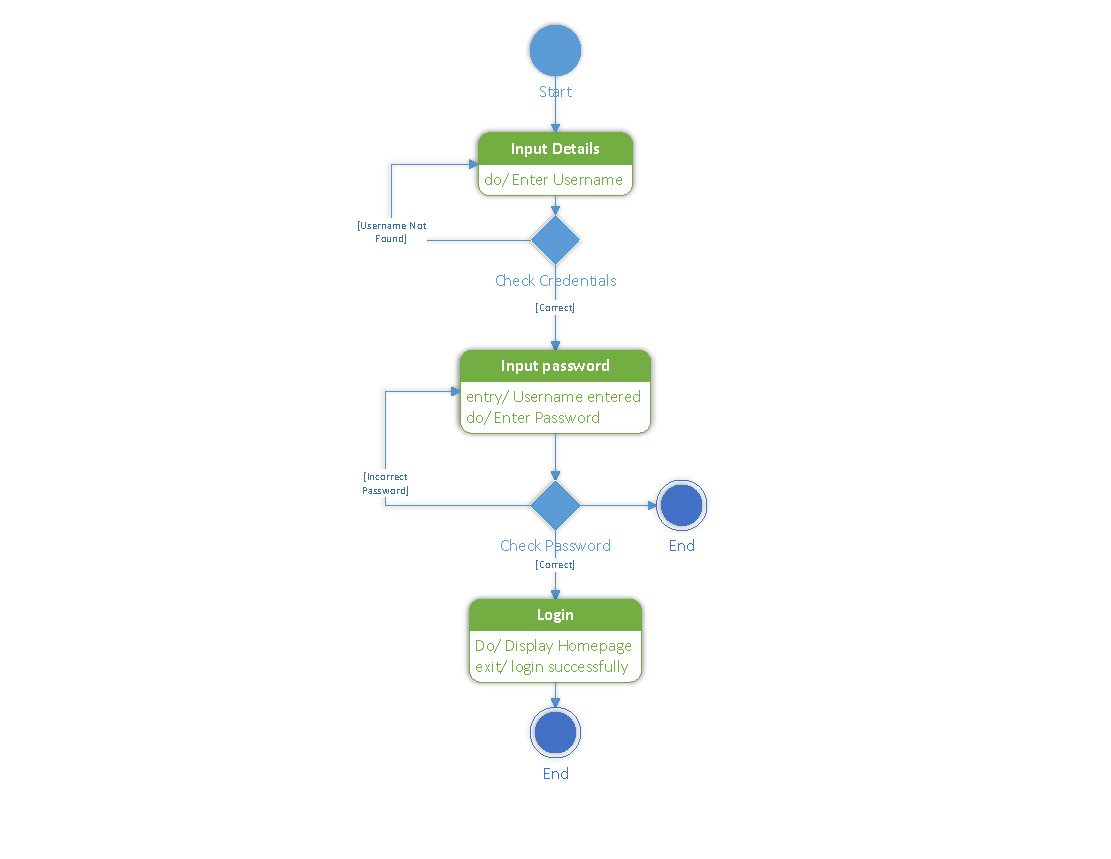 Start
Input Details
do/ Enter Username
[Username Not
Found]
Check Credentials
[Correct]
Input password
entry/ Username entered
do/ Enter Password
[Incorrect
Password]
Check Password
End
[Correct]
Login
Do/ Display Homepage
exit/ login successfully
End